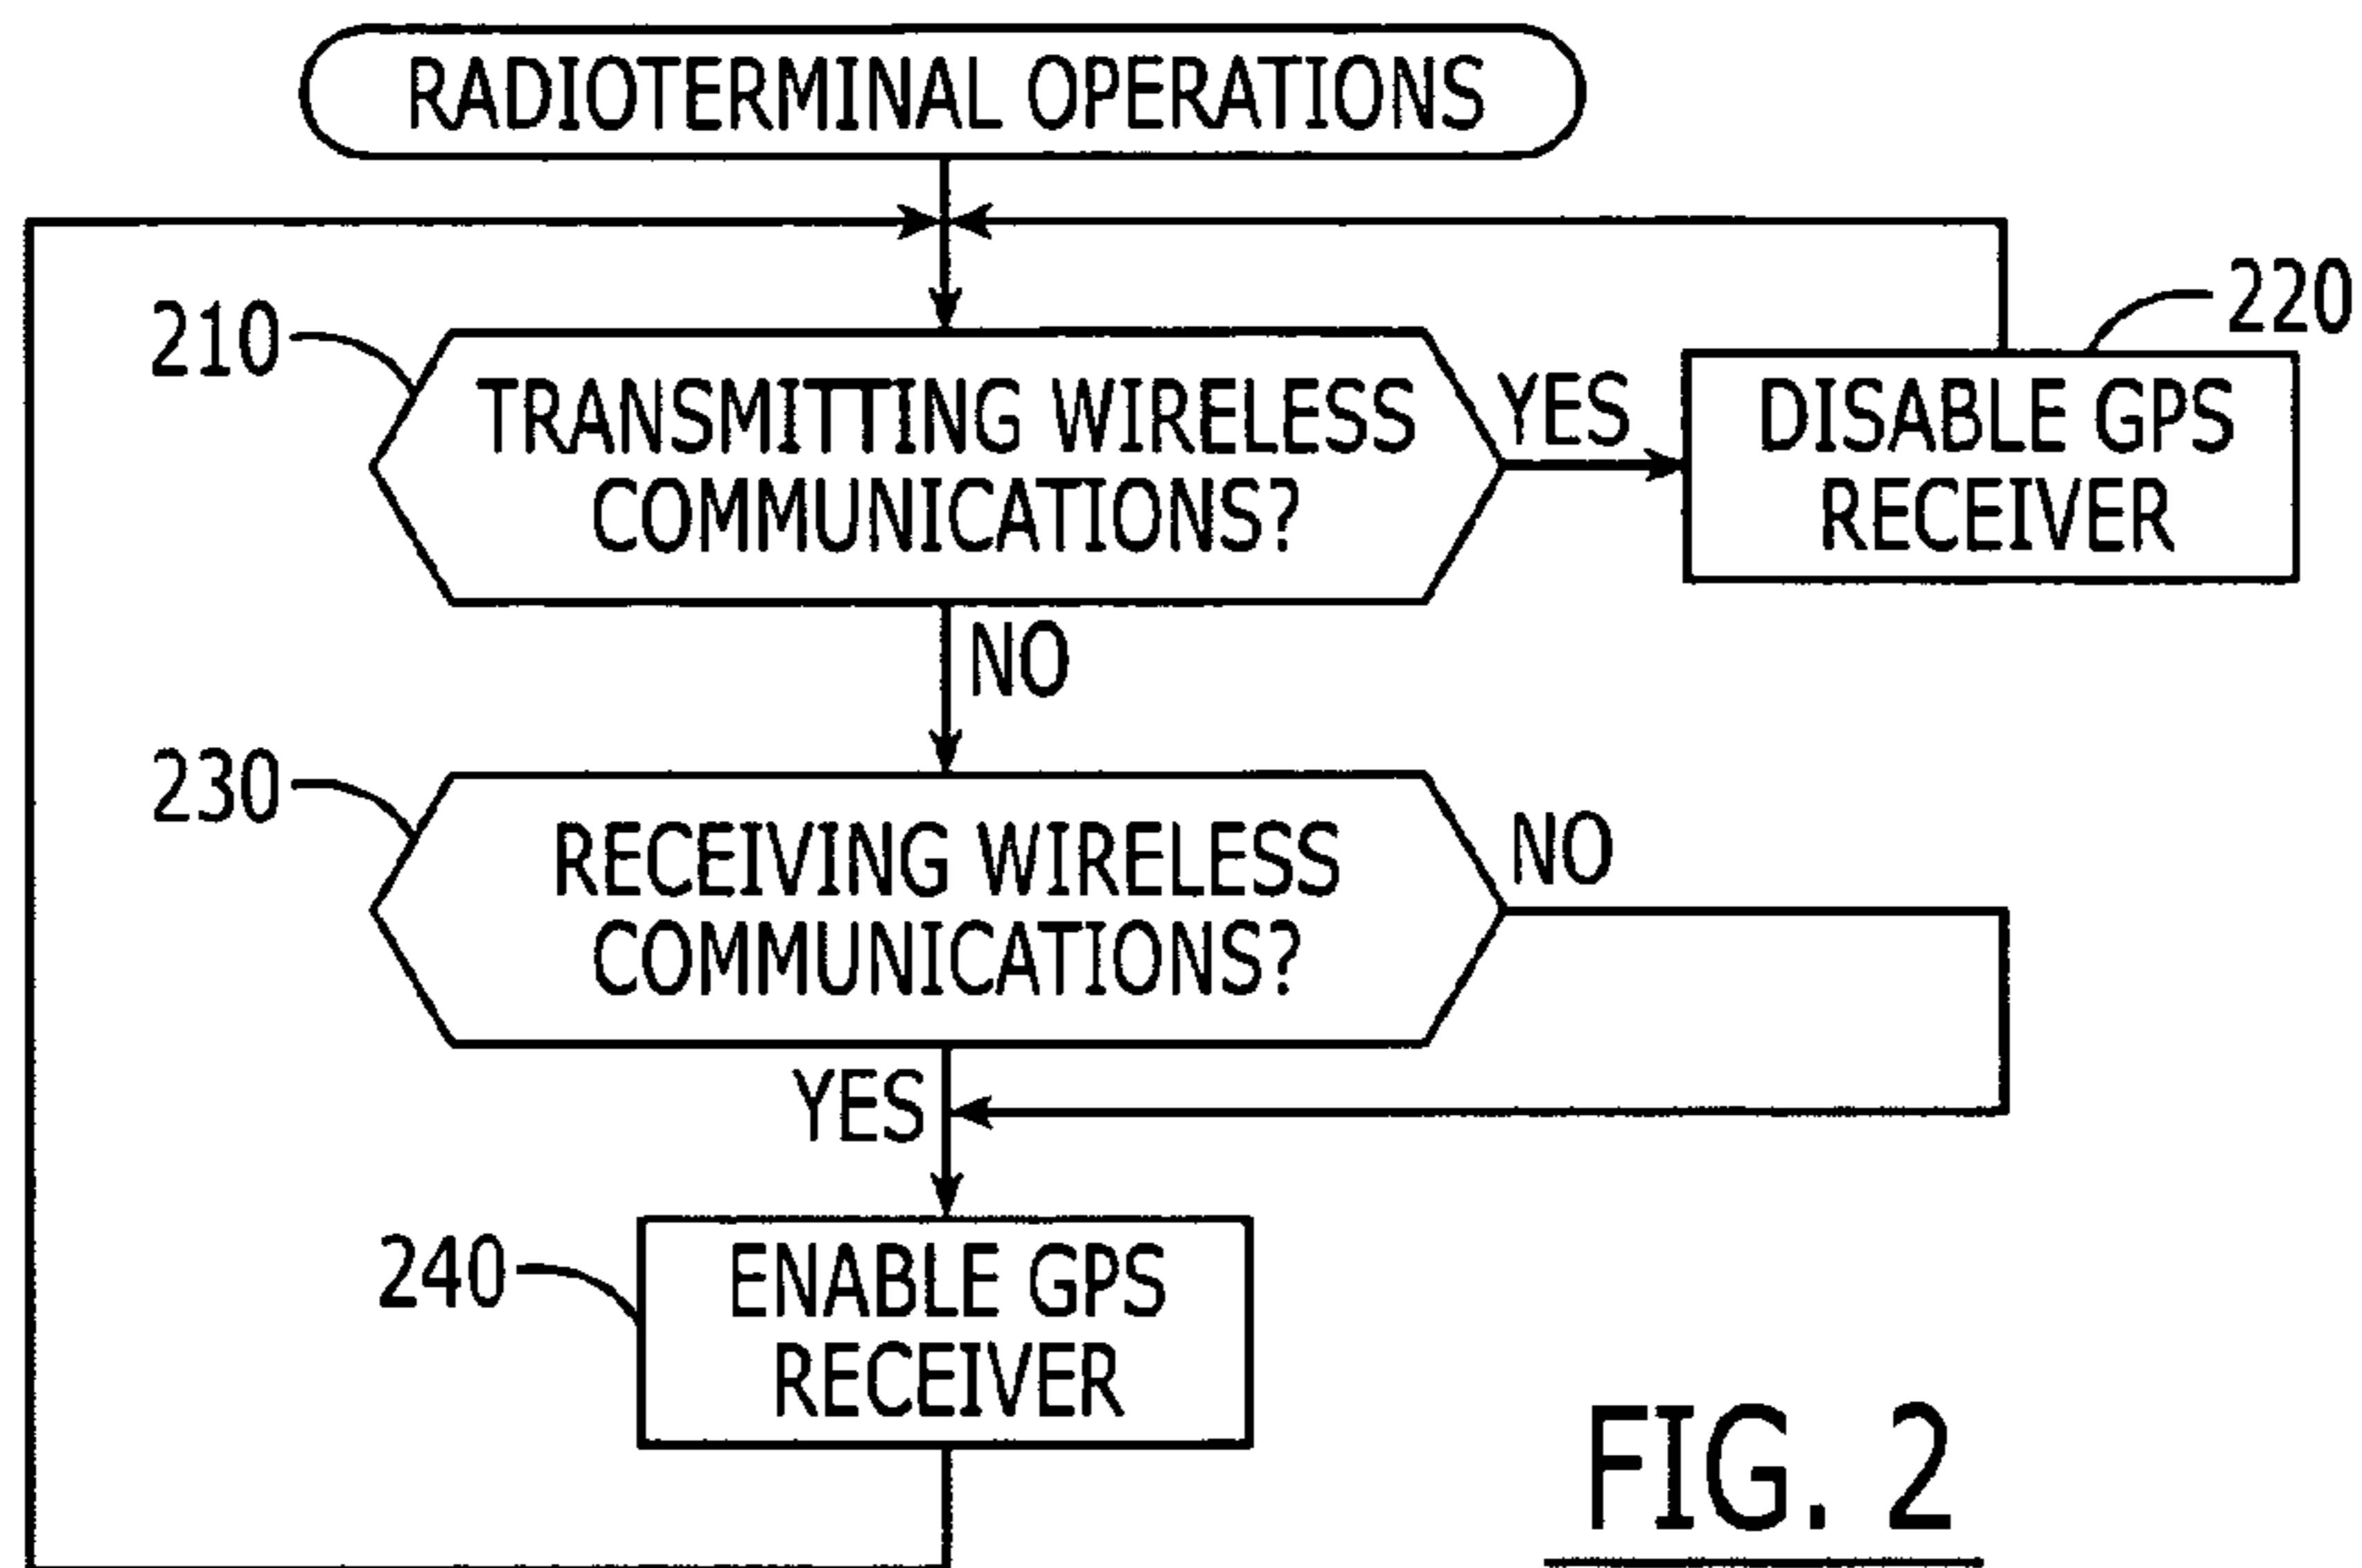 RADIOTERMINAL OPERATIONS
210
TRANSMITTING WIRELESS
COMMUNICATIONS?
YES
220
DISABLE GPS
RECEIVER
NO
230
RECEIVING WIRELESS
COMMUNICATIONS?
NO
YES
240
ENABLE GPS
RECEIVER
FIG. 2